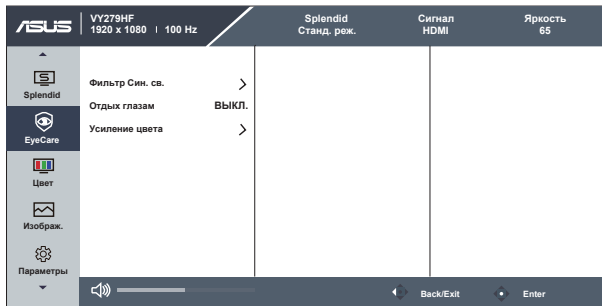 ASUS
VY279HF
1920 x 1080 | 100 Hz
Splendid
Станд. реж.
Сигнал
HDMI
Яркость
65
Splendid
EyeCare
Цвет
Изображ.
Параметры
Фильтр Син. св.
Отдых глазам ВЫКЛ.
Усиление цвета
Back/Exit
Enter